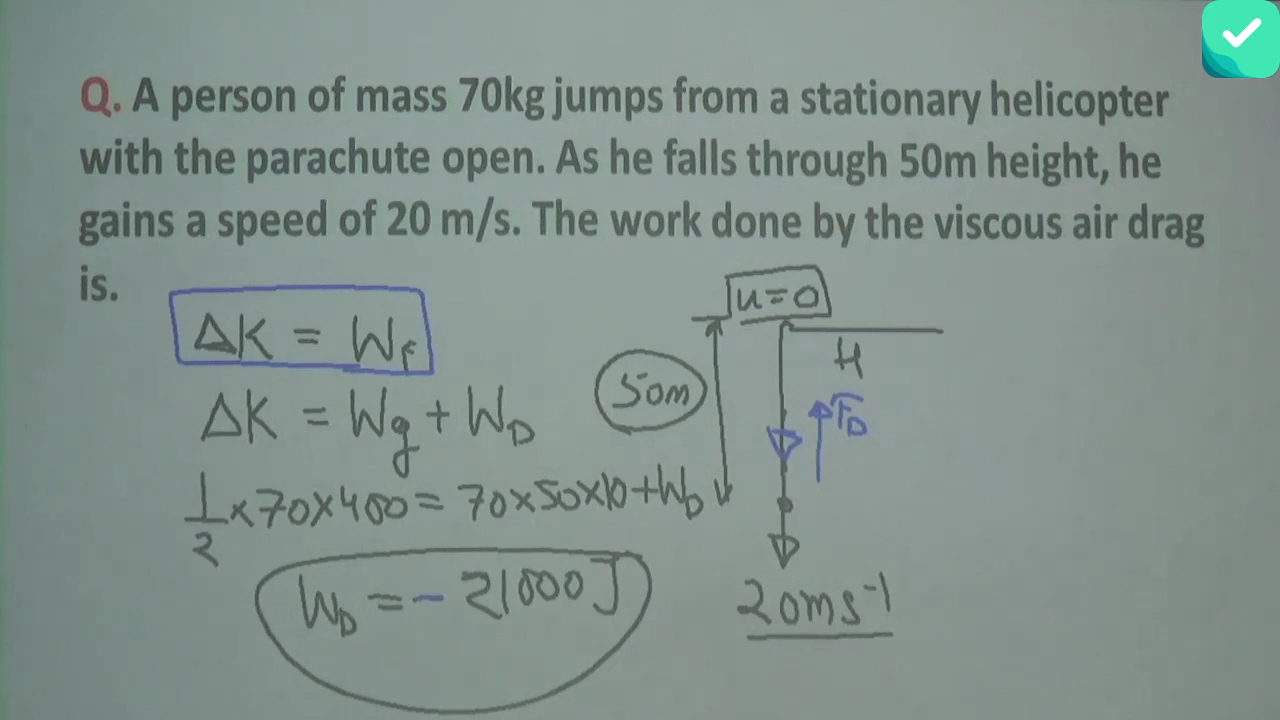 Q. A person of mass 70kg jumps from a stationary helicopter
with the parachute open. As he falls through 50m height, he
gains a speed of 20 m/s. The work done by the viscous air drag
is.
u=0
ΔK = W_F
H
50m
F_D
ΔK = W_g + W_D
1/2 × 70 × 400 = 70×50×10 + W_D
W_D = - 21000 J
20ms⁻¹